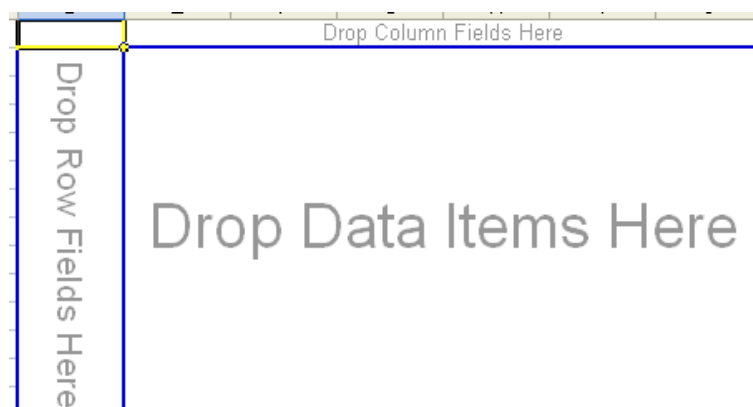 Drop Column Fields Here
Drop Row Fields Here
Drop Data Items Here